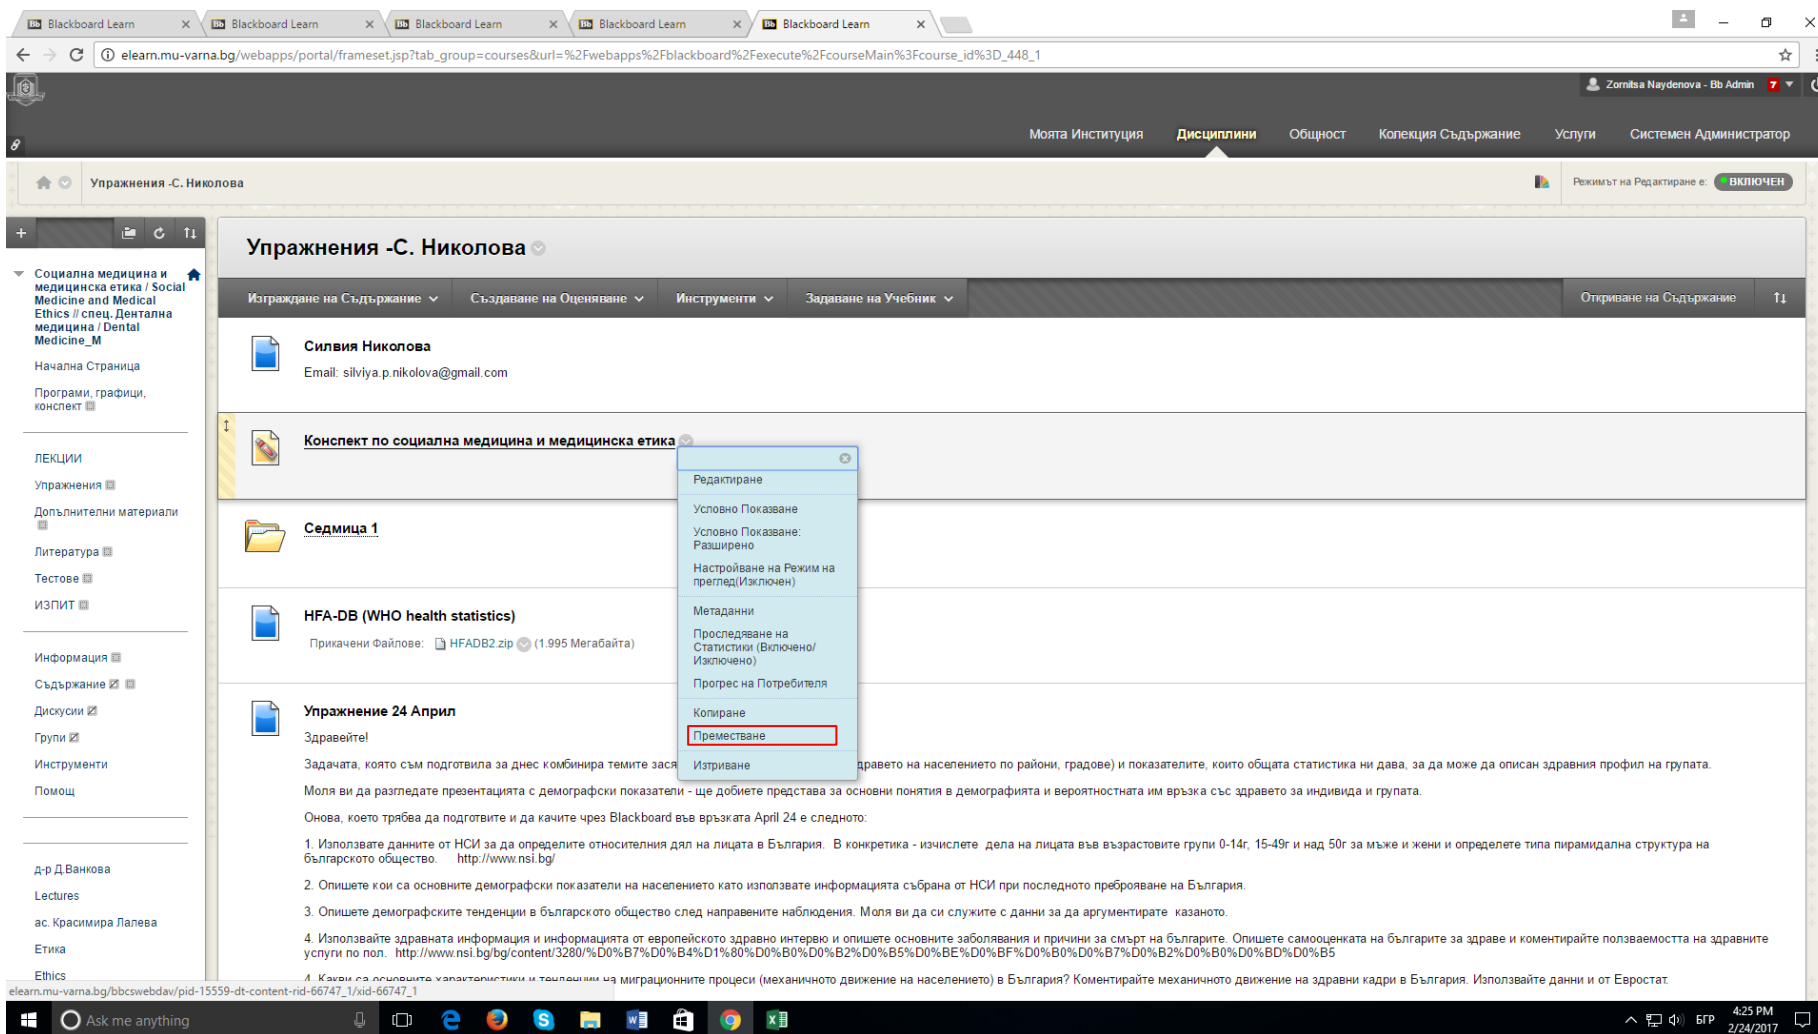 Blackboard Learn
Blackboard Learn
Blackboard Learn
Blackboard Learn
Blackboard Learn
elearn.mu-varna.bg/webapps/portal/frameset.jsp?tab_group=courses&url=%2Fwebapps%2Fblackboard%2Fexecute%2FcourseMain%3Fcourse_id%3D_448_1
Zornitsa Naydenova - Bb Admin 7
Моята Институция Дисциплини Общност Колекция Съдържание Услуги Системен Администратор
Упражнения -С. Николова
Режимът на Редактиране е: ВКЛЮЧЕН
Социална медицина и
медицинска етика / Social
Medicine and Medical
Ethics // спец. Дентална
медицина / Dental
Medicine_M
Начална Страница
Програми, графици,
конспект
ЛЕКЦИИ
Упражнения
Допълнителни материали
Литература
Тестове
ИЗПИТ
Информация
Съдържание
Дискусии
Групи
Инструменти
Помощ
д-р Д.Ванкова
Lectures
ас. Красимира Лалева
Етика
Ethics
Упражнения -С. Николова
Изграждане на Съдържание Създаване на Оценяване Инструменти Задаване на Учебник Откриване на Съдържание
Силвия Николова
Email: silviya.p.nikolova@gmail.com
Конспект по социална медицина и медицинска етика
Редактиране
Условно Показване
Условно Показване:
Разширено
Настройване на Режим на
преглед(Изключен)
Метаданни
Проследяване на
Статистики (Включено/
Изключено)
Прогрес на Потребителя
Копиране
Преместване
Изтриване
Седмица 1
HFA-DB (WHO health statistics)
Прикачени Файлове: HFADB2.zip (1.995 Мегабайта)
Упражнение 24 Април
Здравейте!
Задачата, която съм подготвила за днес комбинира темите зася дравето на населението по райони, градове) и показателите, които общата статистика ни дава, за да може да описан здравния профил на групата.
Моля ви да разгледате презентацията с демографски показатели - ще добиете представа за основни понятия в демографията и вероятностната им връзка със здравето за индивида и групата.
Онова, което трябва да подготвите и да качите чрез Blackboard във връзката April 24 е следното:
1. Използвате данните от НСИ за да определите относителния дял на лицата в България. В конкретика - изчислете дела на лицата във възрастовите групи 0-14г, 15-49г и над 50г за мъже и жени и определете типа пирамидална структура на
българското общество. http://www.nsi.bg/
2. Опишете кои са основните демографски показатели на населението като използвате информацията събрана от НСИ при последното преброяване на България.
3. Опишете демографските тенденции в българското общество след направените наблюдения. Моля ви да си служите с данни за да аргументирате казаното.
4. Използвайте здравната информация и информацията от европейското здравно интервю и опишете основните заболявания и причини за смърт на българите. Опишете самооценката на българите за здраве и коментирайте ползваемостта на здравните
услуги по пол. http://www.nsi.bg/bg/content/3280/%D0%B7%D0%B4%D1%80%D0%B0%D0%B2%D0%B5%D0%BE%D0%BF%D0%B0%D0%B7%D0%B2%D0%B0%D0%BD%D0%B5
4. Какви са основните характеристики и тенденции на миграционните процеси (механичното движение на населението) в България? Коментирайте механичното движение на здравни кадри в България. Използвайте данни и от Евростат.
elearn.mu-varna.bg/bbcswebdav/pid-15559-dt-content-rid-66747_1/xid-66747_1
Ask me anything
БГР
4:25 PM
2/24/2017